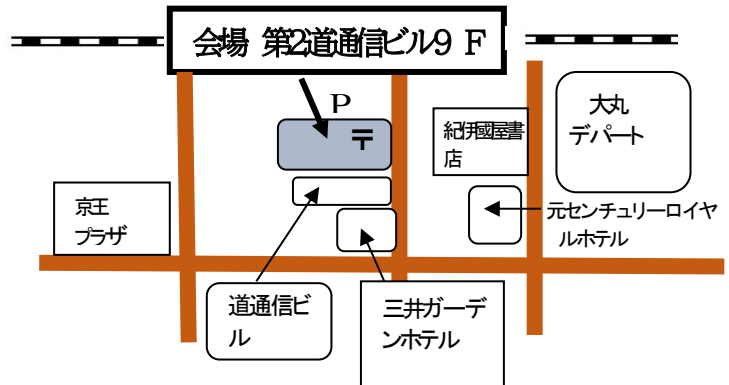 会場 第2道通信ビル9 F
P
〒
紀伊國屋書
店
大丸
デパート
京王
プラザ
元センチュリーロイヤ
ルホテル
道通信ビ
ル
三井ガーデ
ンホテル